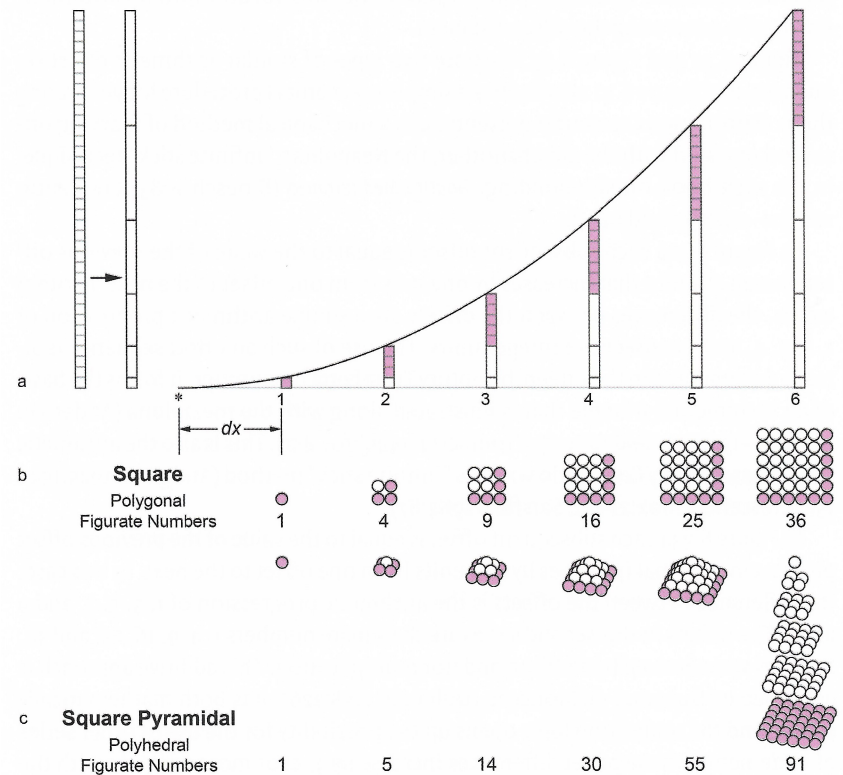 a
* 1 2 3 4 5 6
dx
b Square
Polygonal
Figurate Numbers 1 4 9 16 25 36
c Square Pyramidal
Polyhedral
Figurate Numbers 1 5 14 30 55 91